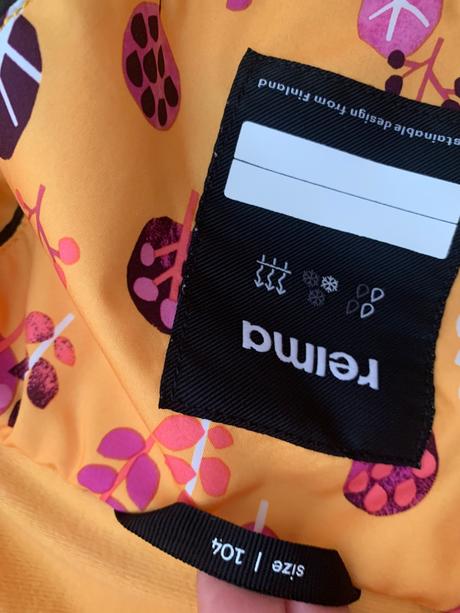 size | 104
reima
stainable design from Finland